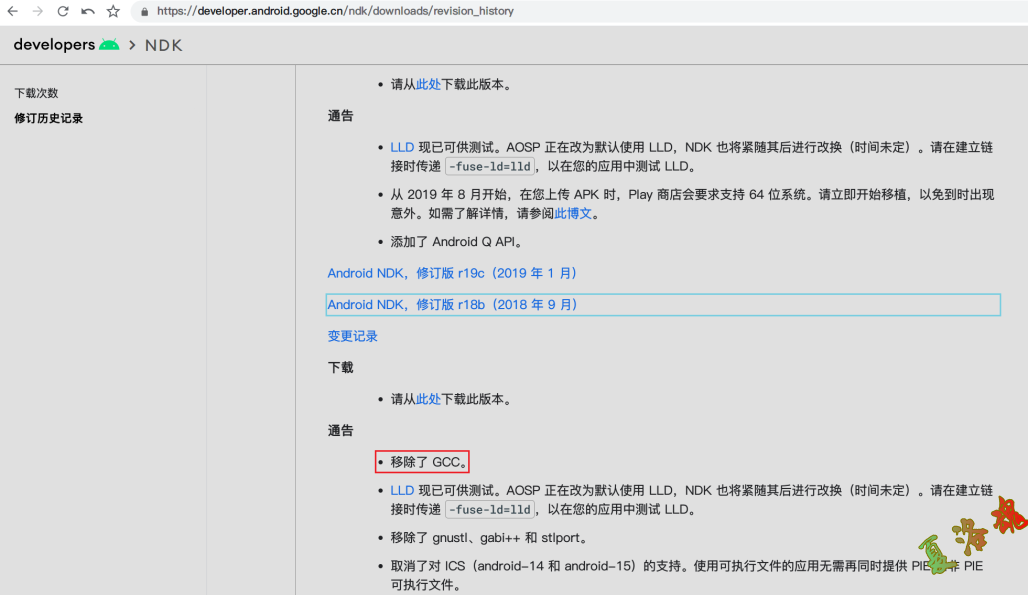 https://developer.android.google.cn/ndk/downloads/revision_history
developers > NDK
下载次数
修订历史记录
• 请从此处下载此版本。
通告
• LLD 现已可供测试。AOSP 正在改为默认使用 LLD，NDK 也将紧随其后进行改换（时间未定）。请在建立链
接时传递 -fuse-ld=lld，以在您的应用中测试 LLD。
• 从 2019 年 8 月开始，在您上传 APK 时，Play 商店会要求支持 64 位系统。请立即开始移植，以免到时出现
意外。如需了解详情，请参阅此博文。
• 添加了 Android Q API。
Android NDK，修订版 r19c（2019 年 1 月）
Android NDK，修订版 r18b（2018 年 9 月）
变更记录
下载
• 请从此处下载此版本。
通告
• 移除了 GCC。
• LLD 现已可供测试。AOSP 正在改为默认使用 LLD，NDK 也将紧随其后进行改换（时间未定）。请在建立链
接时传递 -fuse-ld=lld，以在您的应用中测试 LLD。
• 移除了 gnustl、gabi++ 和 stlport。
• 取消了对 ICS（android-14 和 android-15）的支持。使用可执行文件的应用无需再同时提供 PIE 和非 PIE
可执行文件。